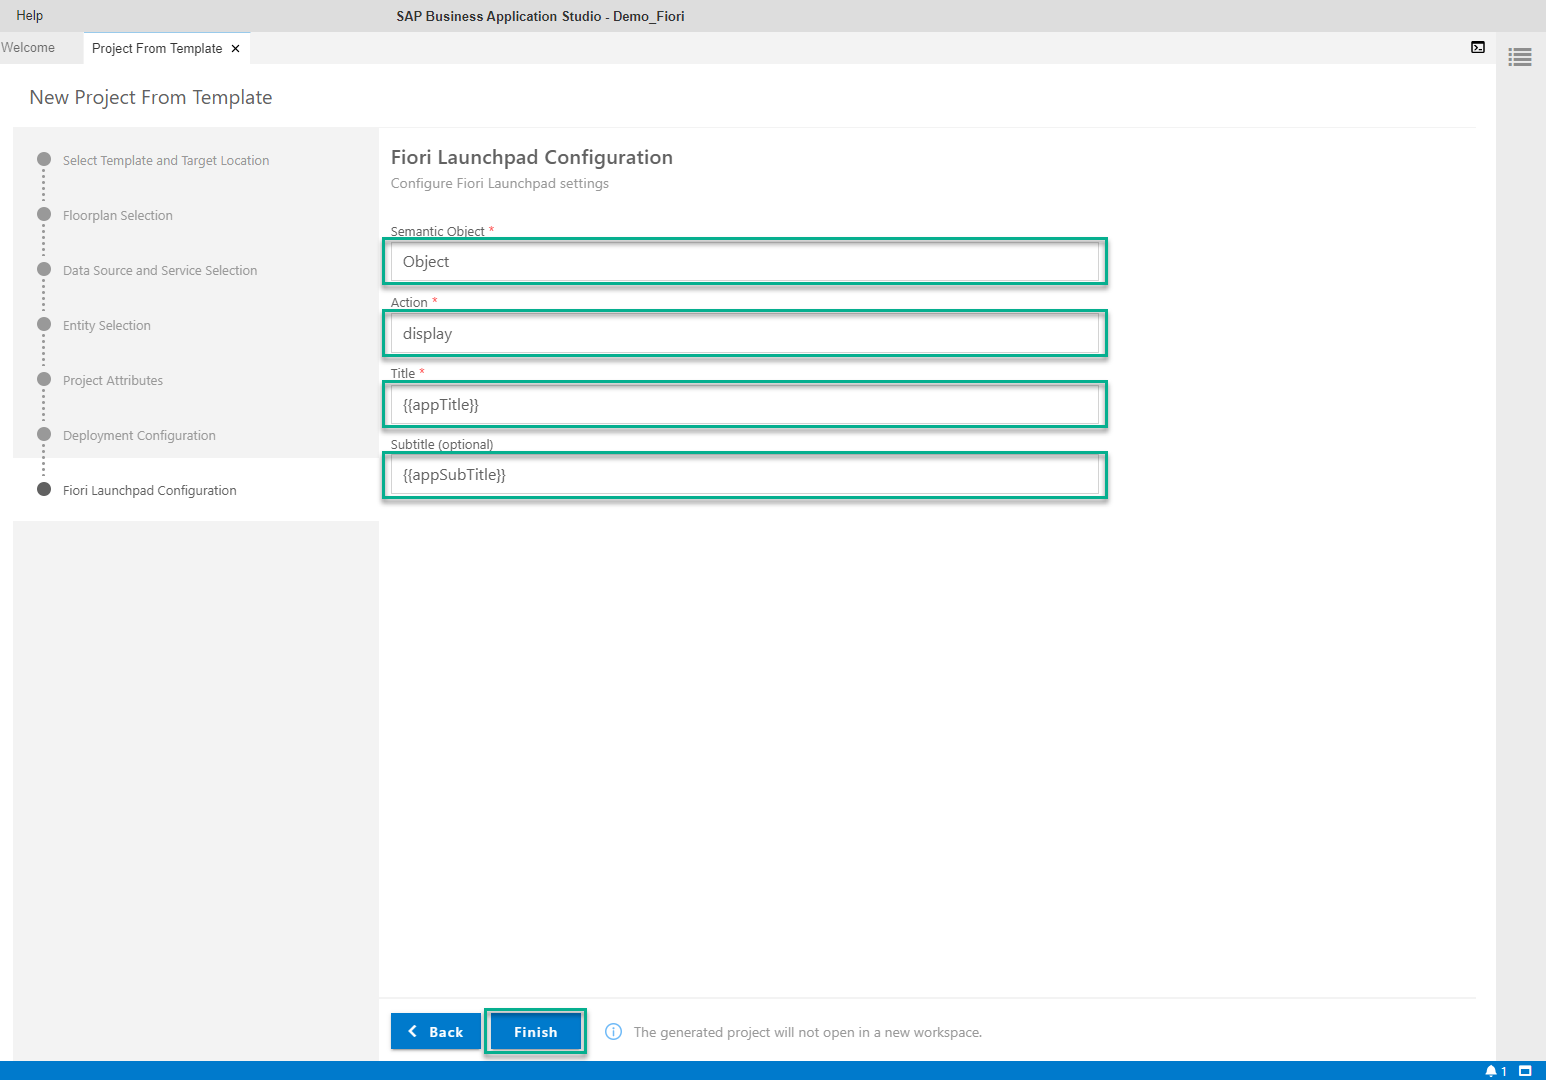 Help
SAP Business Application Studio - Demo_Fiori
Welcome
Project From Template
New Project From Template
Select Template and Target Location
Floorplan Selection
Data Source and Service Selection
Entity Selection
Project Attributes
Deployment Configuration
Fiori Launchpad Configuration
Fiori Launchpad Configuration
Configure Fiori Launchpad settings
Semantic Object *
Object
Action *
display
Title *
{{appTitle}}
Subtitle (optional)
{{appSubTitle}}
Back
Finish
The generated project will not open in a new workspace.
1